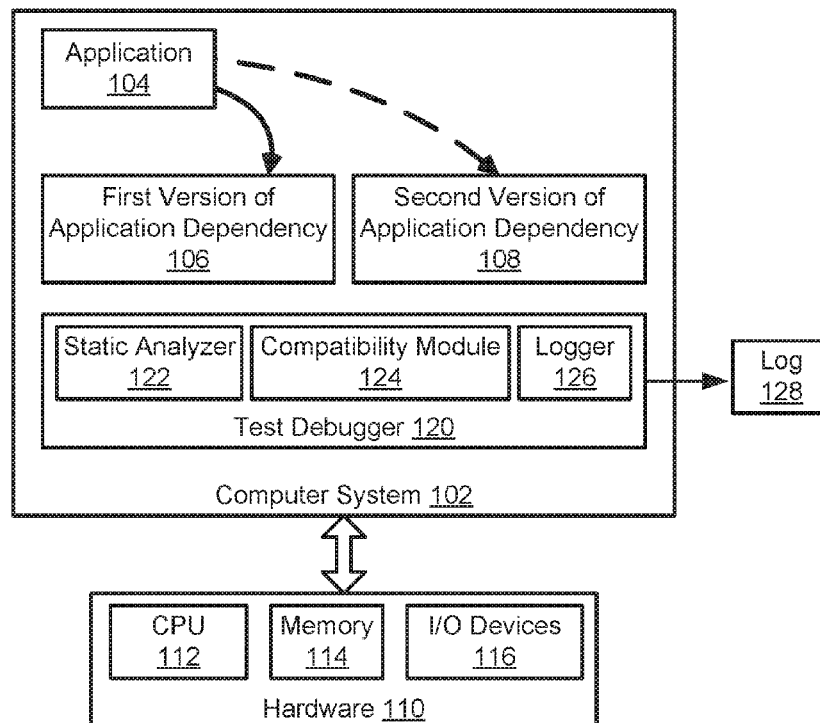 Application
104
First Version of
Application Dependency
106
Second Version of
Application Dependency
108
Static Analyzer
122
Compatibility Module
124
Logger
126
Test Debugger 120
Log
128
Computer System 102
CPU
112
Memory
114
I/O Devices
116
Hardware 110